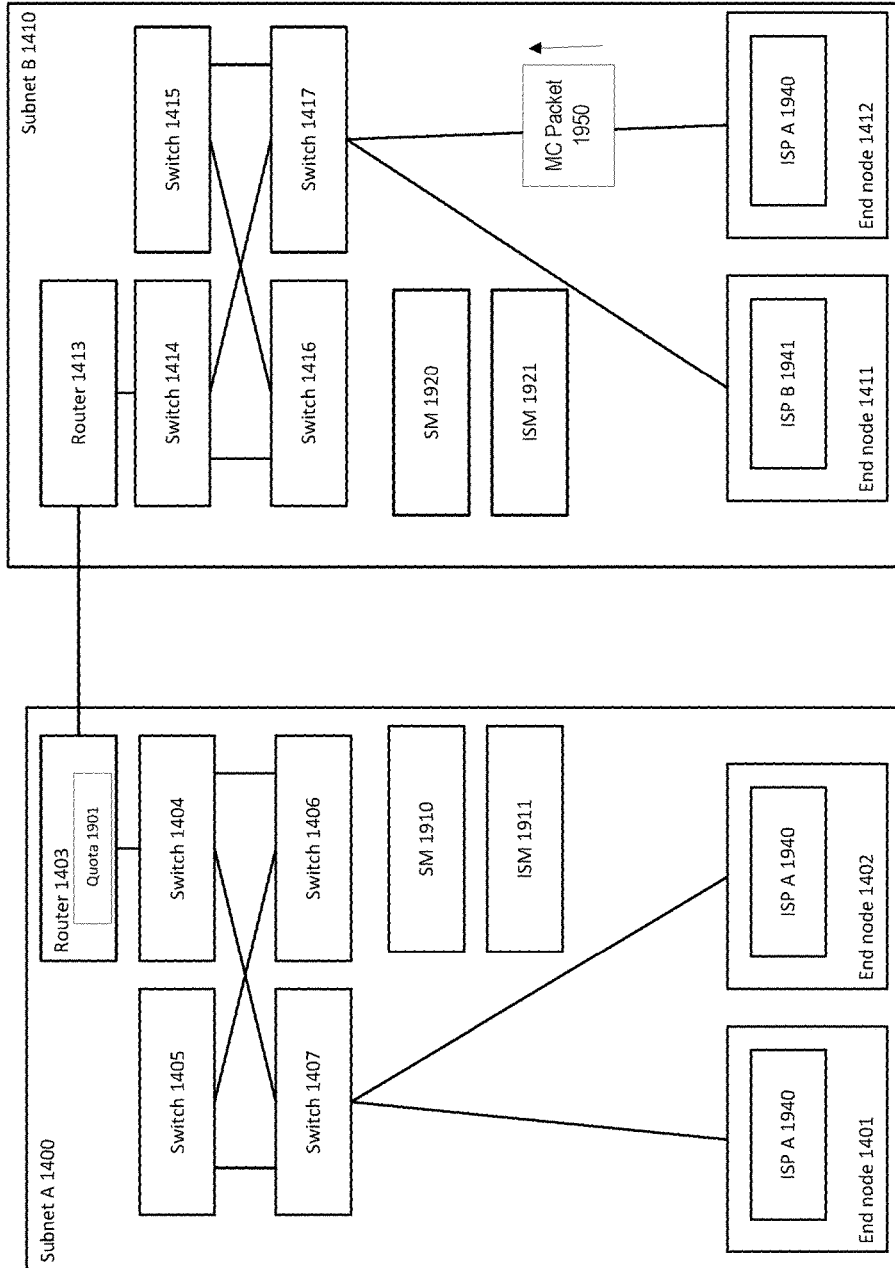 Subnet A 1400
Router 1403
Quota 1901
Switch 1405
Switch 1404
Switch 1407
Switch 1406
SM 1910
ISM 1911
ISP A 1940
End node 1401
ISP A 1940
End node 1402
Subnet B 1410
Router 1413
Switch 1414
Switch 1415
Switch 1416
Switch 1417
SM 1920
ISM 1921
MC Packet
1950
ISP B 1941
End node 1411
ISP A 1940
End node 1412